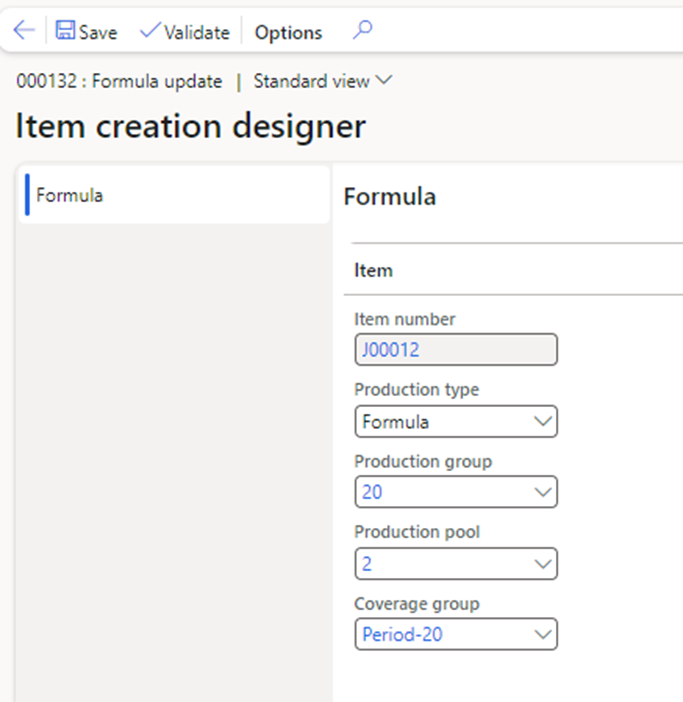 Save Validate Options
000132 : Formula update | Standard view
Item creation designer
Formula
Formula
Item
Item number
J00012
Production type
Formula
Production group
20
Production pool
2
Coverage group
Period-20